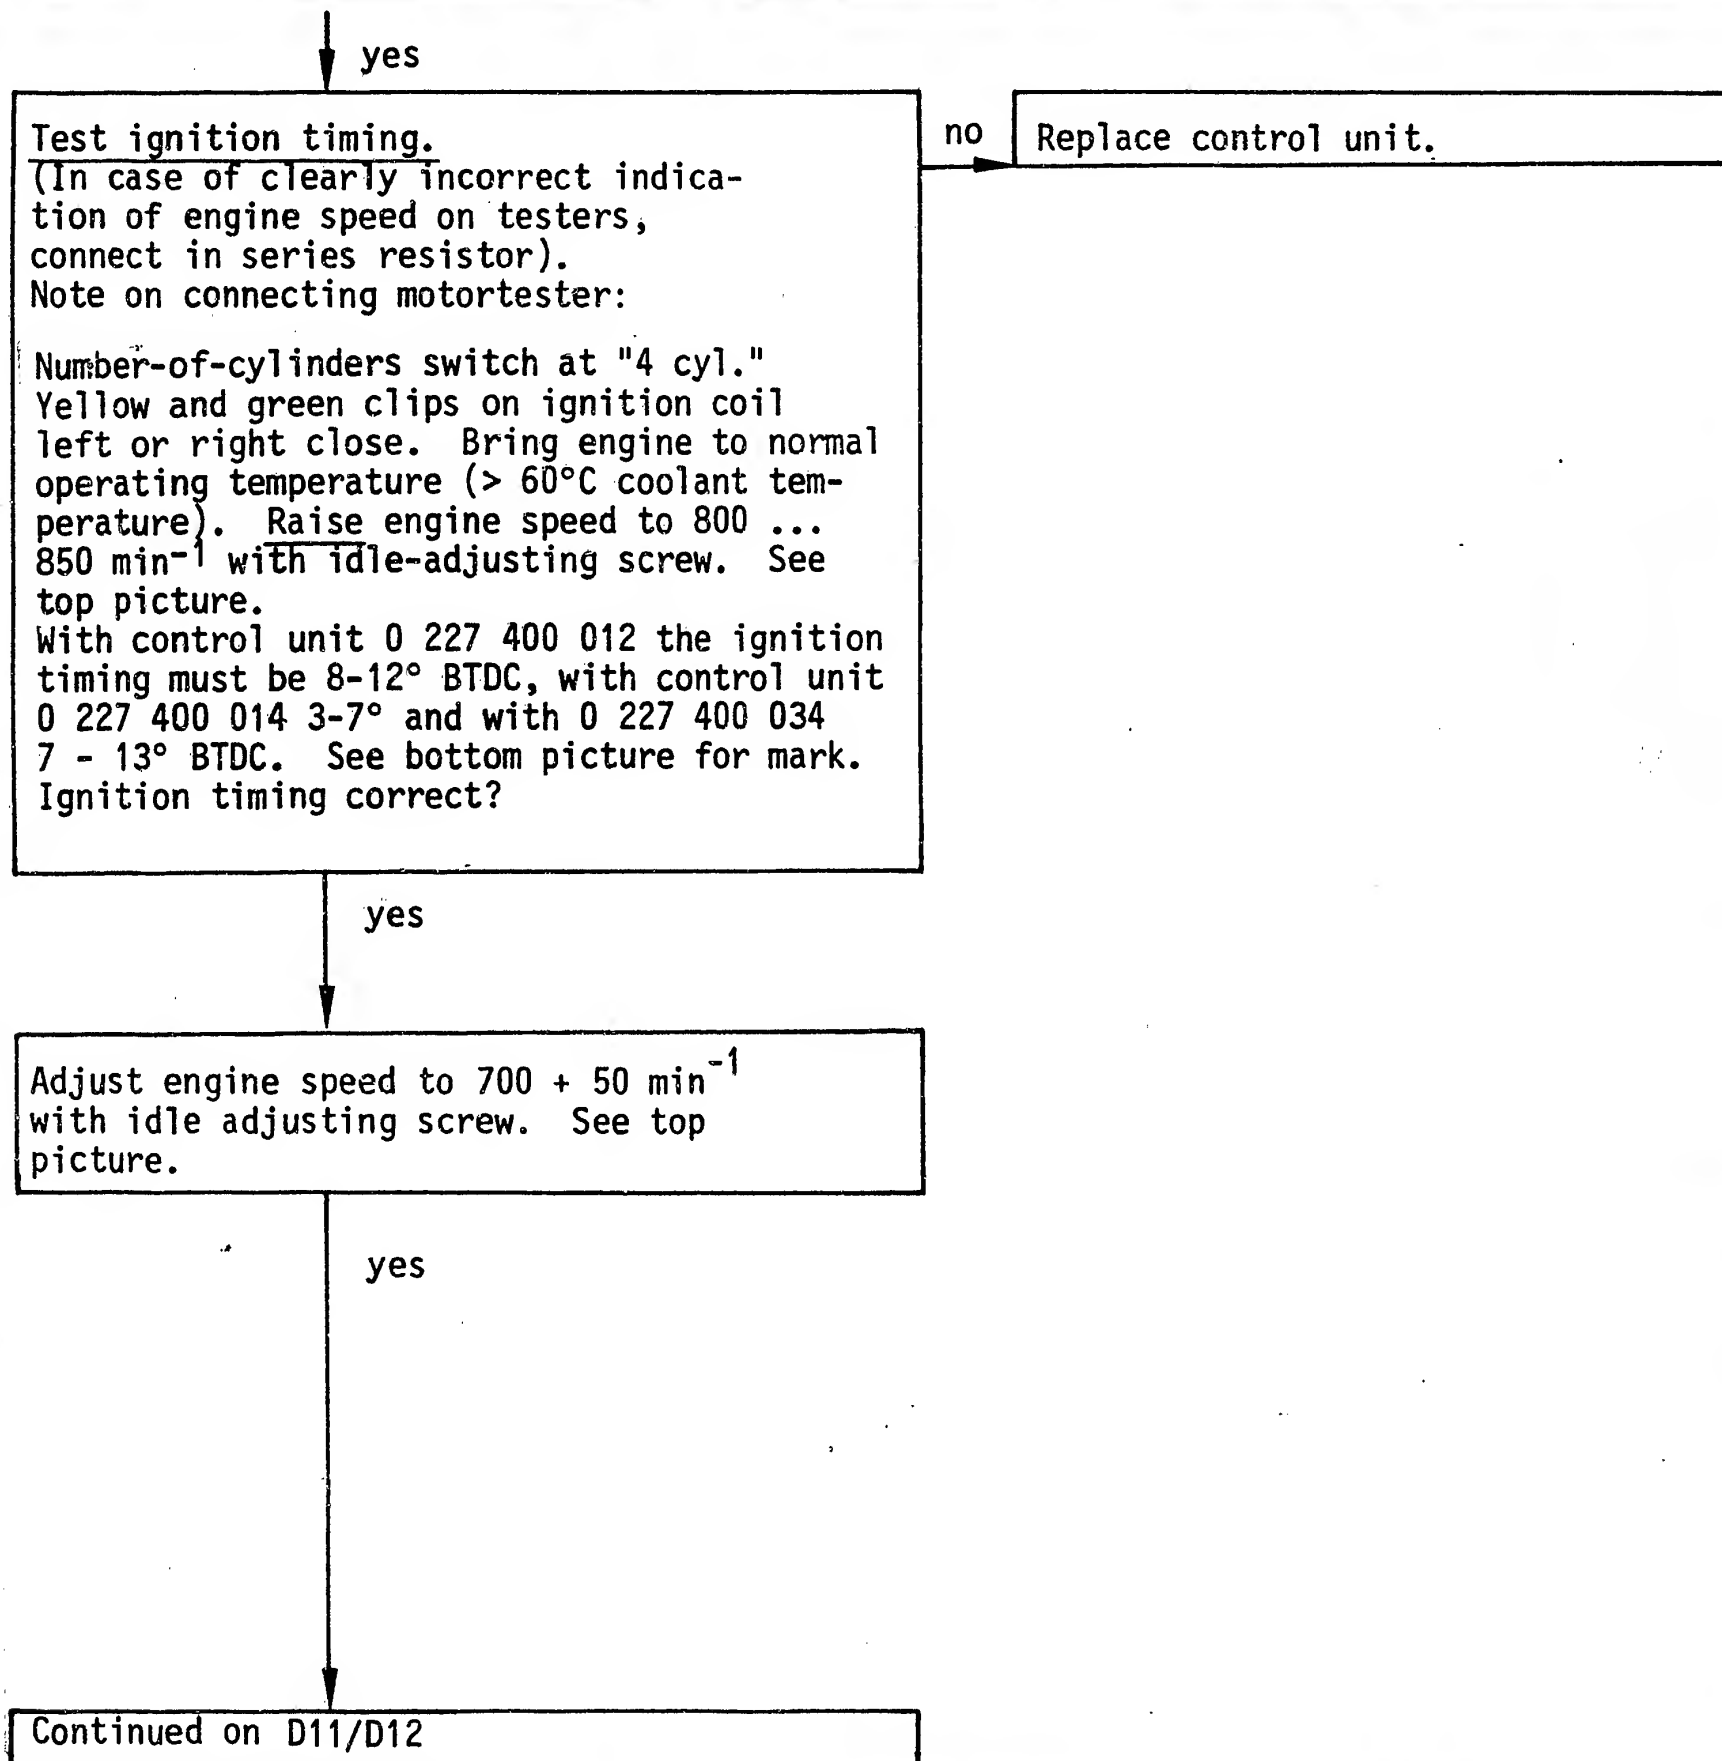 yes
Test ignition timing.
(In case of clearly incorrect indica-
tion of engine speed on testers,
connect in series resistor).
Note on connecting motortester:
Number-of-cylinders switch at "4 cyl."
Yellow and green clips on ignition coil
left or right close. Bring engine to normal
operating temperature (> 60°C coolant tem-
perature). Raise engine speed to 800 ...
850 min⁻¹ with idle-adjusting screw. See
top picture.
With control unit 0 227 400 012 the ignition
timing must be 8-12° BTDC, with control unit
0 227 400 014 3-7° and with 0 227 400 034
7 - 13° BTDC. See bottom picture for mark.
Ignition timing correct?
no
Replace control unit.
yes
Adjust engine speed to 700 + 50 min⁻¹
with idle adjusting screw. See top
picture.
yes
Continued on D11/D12